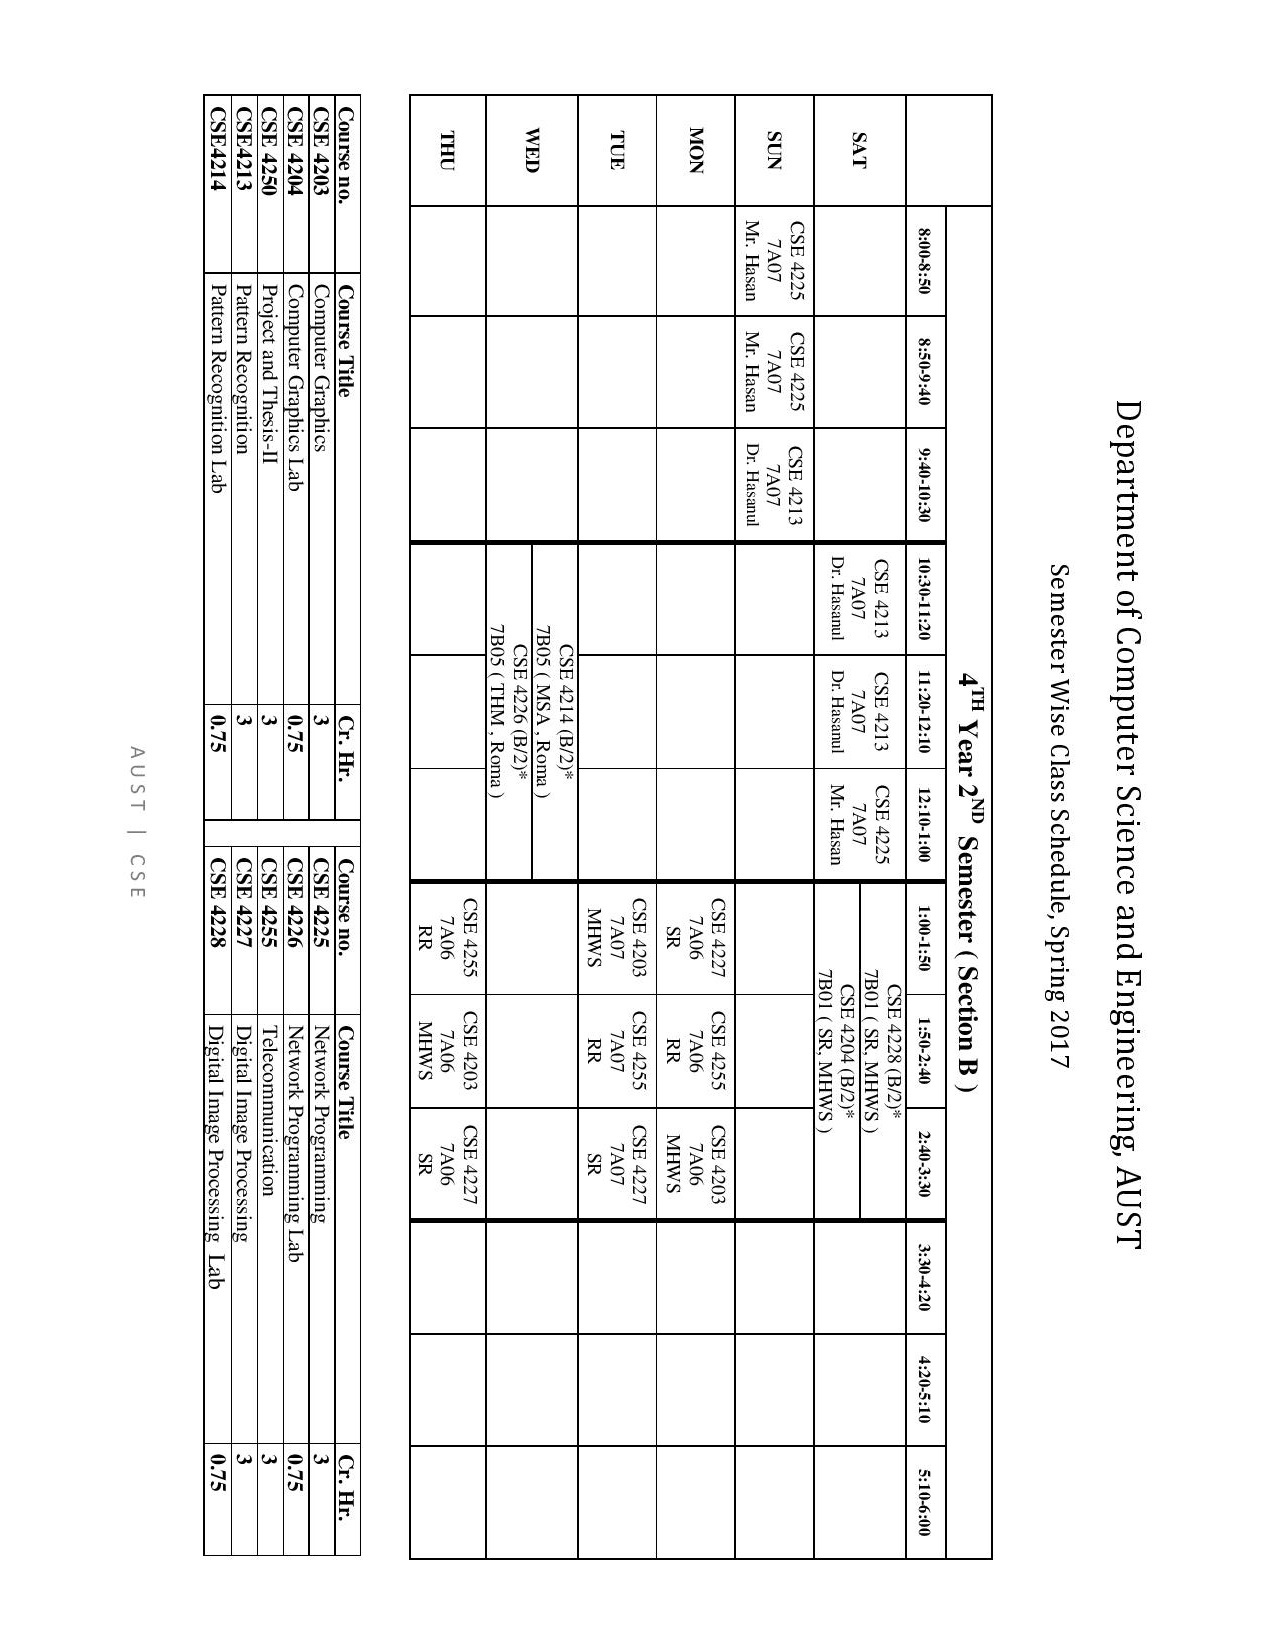 Department of Computer Science and Engineering, AUST
Semester Wise Class Schedule, Spring 2017
4TH Year 2ND Semester ( Section B )
8:00-8:50 8:50-9:40 9:40-10:30 10:30-11:20 11:20-12:10 12:10-1:00 1:00-1:50 1:50-2:40 2:40-3:30 3:30-4:20 4:20-5:10 5:10-6:00
SAT
CSE 4213
7A07
Dr. Hasanul
CSE 4213
7A07
Dr. Hasanul
CSE 4225
7A07
Mr. Hasan
CSE 4228 (B/2)*
7B01 ( SR, MHWS )
CSE 4204 (B/2)*
7B01 ( SR, MHWS )
SUN
CSE 4225
7A07
Mr. Hasan
CSE 4225
7A07
Mr. Hasan
CSE 4213
7A07
Dr. Hasanul
MON
CSE 4227
7A06
SR
CSE 4255
7A06
RR
CSE 4203
7A06
MHWS
TUE
CSE 4203
7A07
MHWS
CSE 4255
7A07
RR
CSE 4227
7A07
SR
WED
CSE 4214 (B/2)*
7B05 ( MSA , Roma )
CSE 4226 (B/2)*
7B05 ( THM , Roma )
THU
CSE 4255
7A06
RR
CSE 4203
7A06
MHWS
CSE 4227
7A06
SR
Course no. Course Title Cr. Hr. Course no. Course Title Cr. Hr.
CSE 4203 Computer Graphics 3 CSE 4225 Network Programming 3
CSE 4204 Computer Graphics Lab 0.75 CSE 4226 Network Programming Lab 0.75
CSE 4250 Project and Thesis-II 3 CSE 4255 Telecommunication 3
CSE4213 Pattern Recognition 3 CSE 4227 Digital Image Processing 3
CSE4214 Pattern Recognition Lab 0.75 CSE 4228 Digital Image Processing Lab 0.75
AUST | CSE